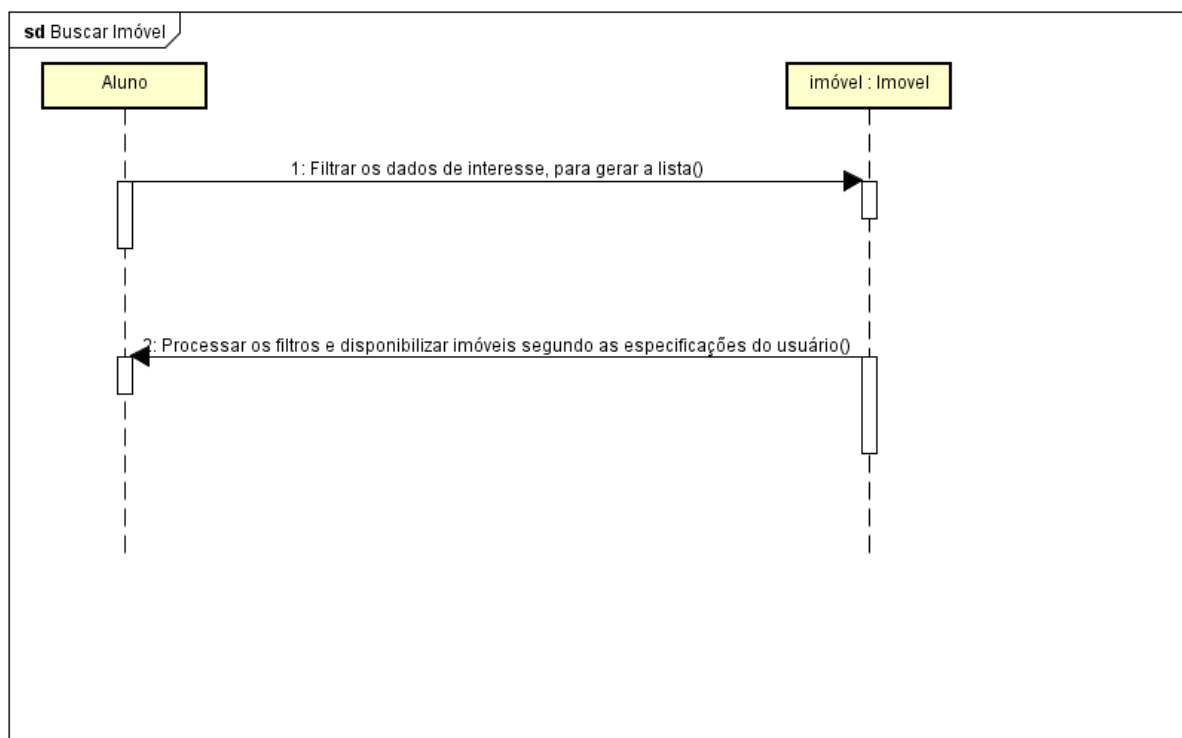 sd Buscar Imóvel
Aluno
imóvel : Imovel
1: Filtrar os dados de interesse, para gerar a lista()
2: Processar os filtros e disponibilizar imóveis segundo as especificações do usuário()